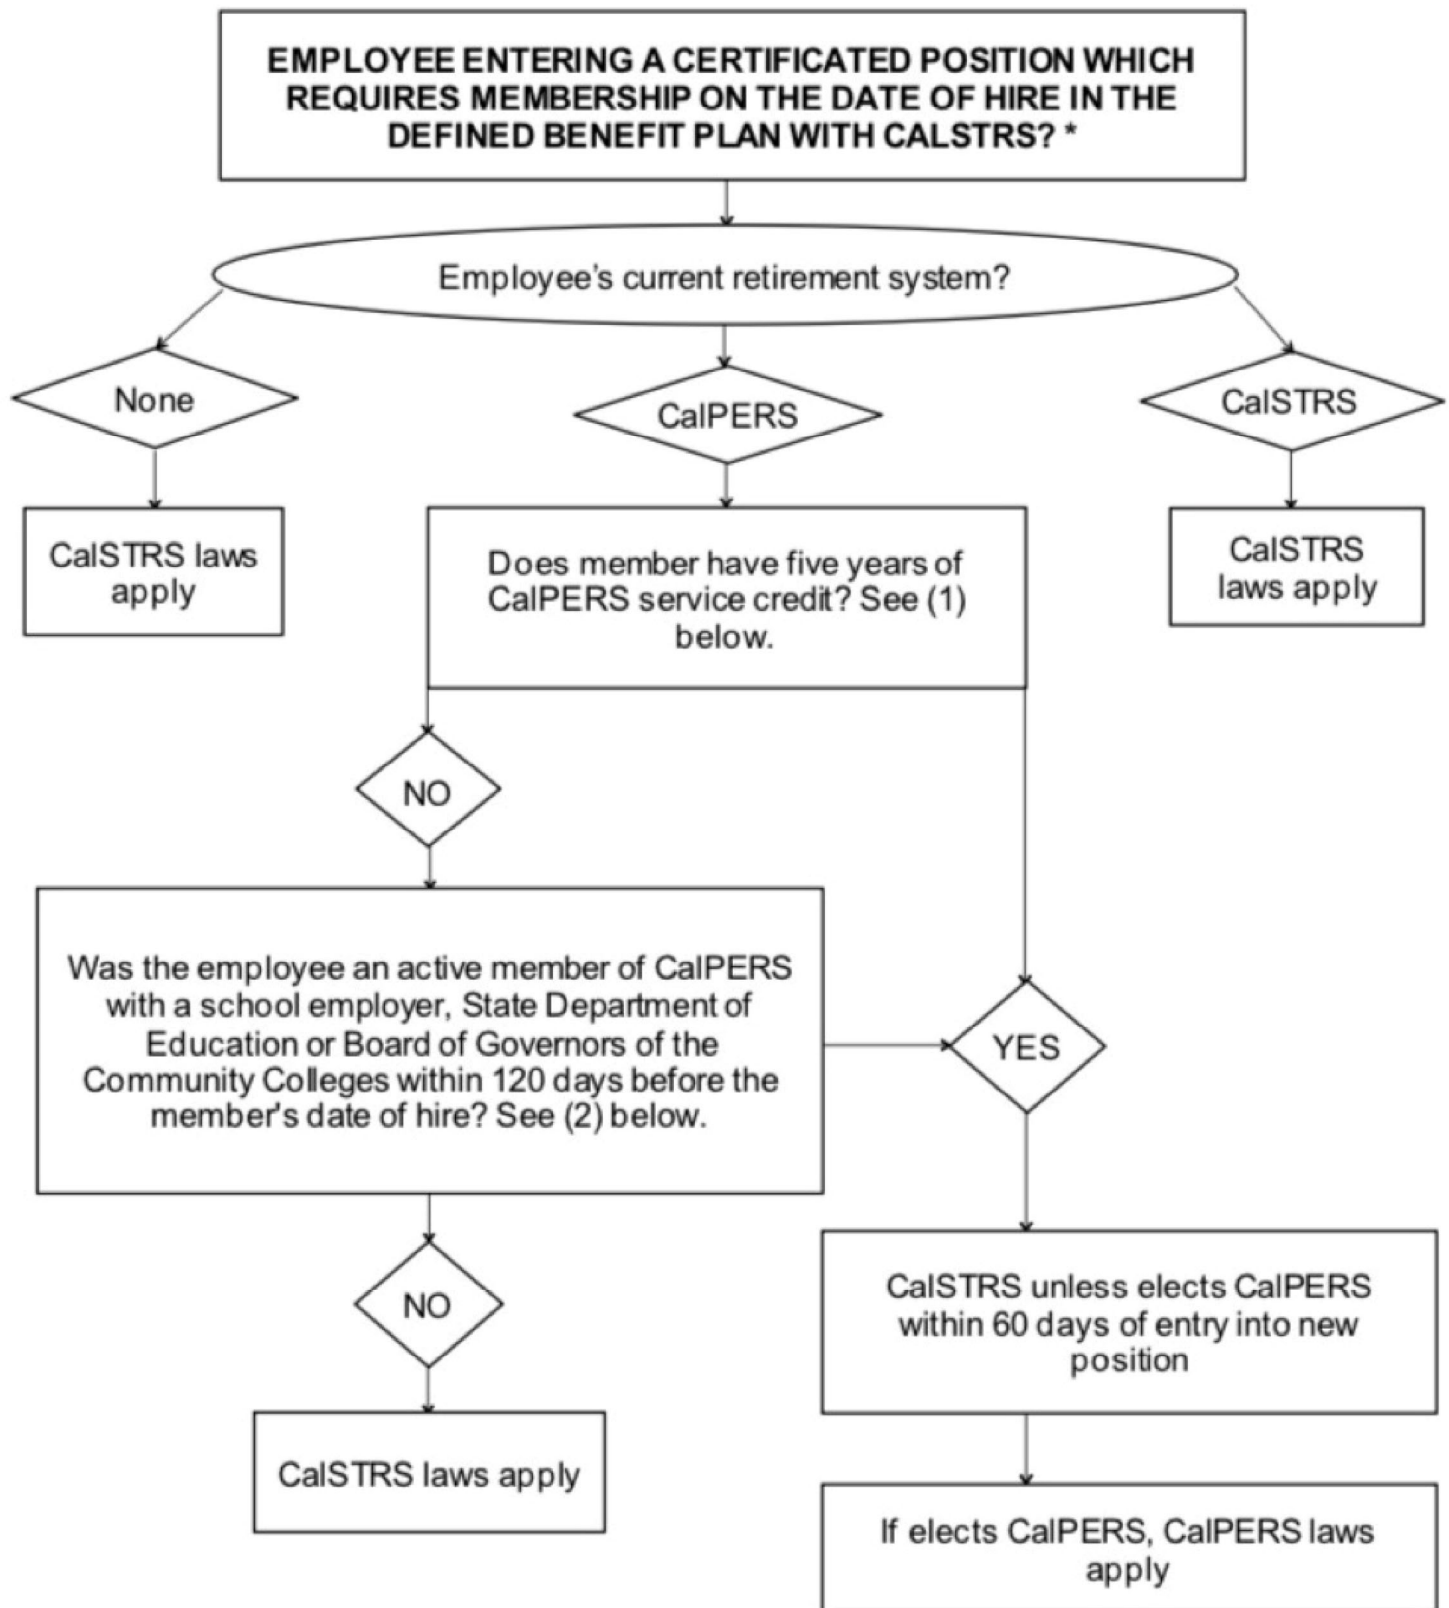 EMPLOYEE ENTERING A CERTIFICATED POSITION WHICH
REQUIRES MEMBERSHIP ON THE DATE OF HIRE IN THE
DEFINED BENEFIT PLAN WITH CALSTRS? *
Employee's current retirement system?
None
CalPERS
CalSTRS
CalSTRS laws
apply
Does member have five years of
CalPERS service credit? See (1)
below.
CalSTRS
laws apply
NO
Was the employee an active member of CalPERS
with a school employer, State Department of
Education or Board of Governors of the
Community Colleges within 120 days before the
member's date of hire? See (2) below.
YES
NO
CalSTRS unless elects CalPERS
within 60 days of entry into new
position
CalSTRS laws apply
If elects CalPERS, CalPERS laws
apply